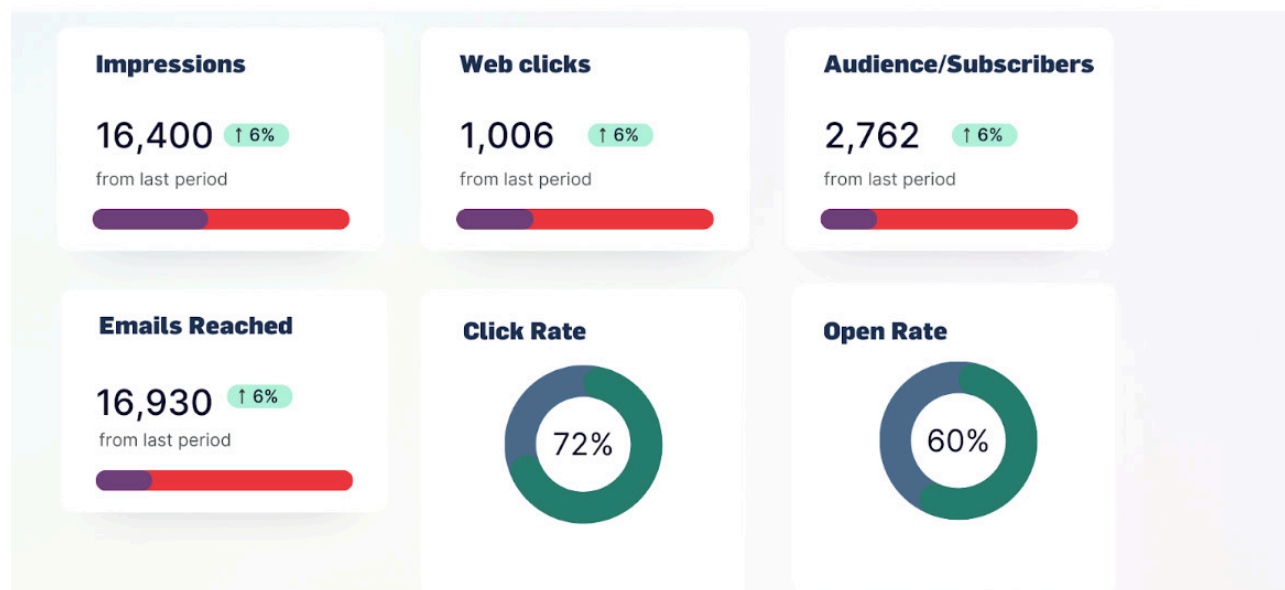 Impressions
16,400 ↑ 6%
from last period
Web clicks
1,006 ↑ 6%
from last period
Audience/Subscribers
2,762 ↑ 6%
from last period
Emails Reached
16,930 ↑ 6%
from last period
Click Rate
72%
Open Rate
60%